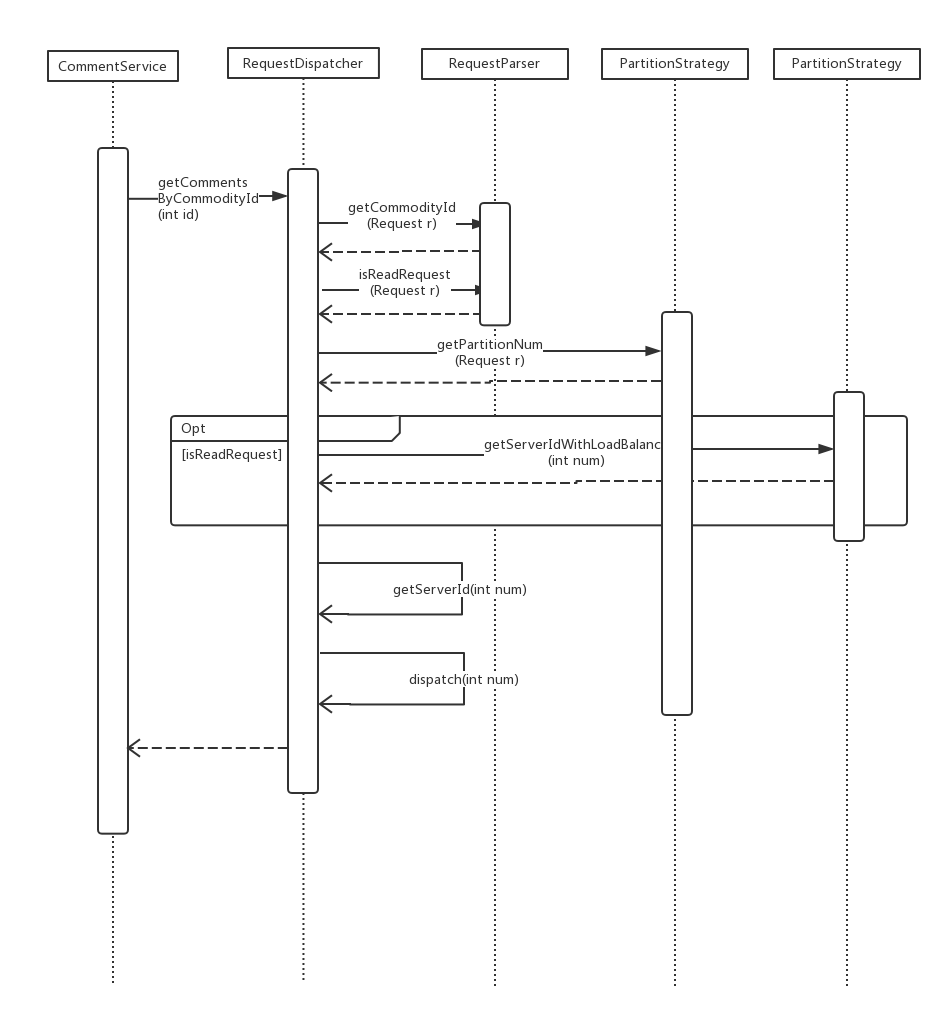 CommentService
RequestDispatcher
RequestParser
PartitionStrategy
PartitionStrategy
getComments
ByCommodityId
(int id)
getCommodityId
(Request r)
isReadRequest
(Request r)
getPartitionNum
(Request r)
Opt
[isReadRequest]
getServerIdWithLoadBalanc
(int num)
getServerId(int num)
dispatch(int num)